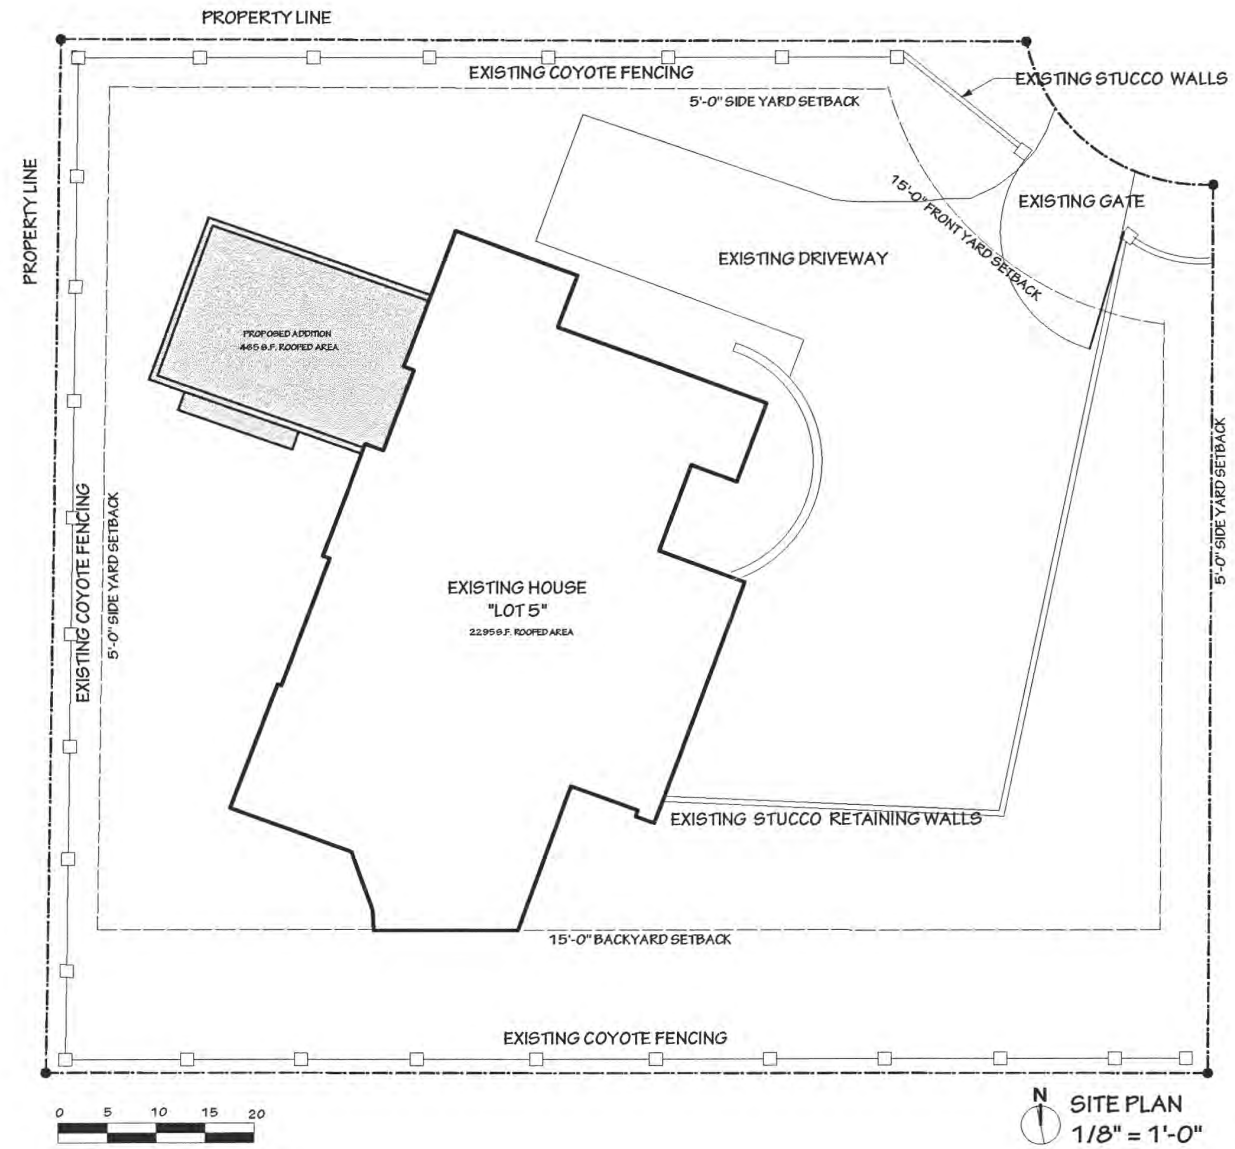 PROPERTY LINE
EXISTING COYOTE FENCING
EXISTING STUCCO WALLS
5'-0" SIDE YARD SETBACK
PROPERTY LINE
15'-0" FRONT YARD SETBACK
EXISTING GATE
EXISTING DRIVEWAY
PROPOSED ADDITION
465 S.F. ROOFED AREA
EXISTING COYOTE FENCING
5'-0" SIDE YARD SETBACK
5'-0" SIDE YARD SETBACK
EXISTING HOUSE
"LOT 5"
2295 S.F. ROOFED AREA
EXISTING STUCCO RETAINING WALLS
15'-0" BACKYARD SETBACK
EXISTING COYOTE FENCING
0 5 10 15 20
N
SITE PLAN
1/8" = 1'-0"